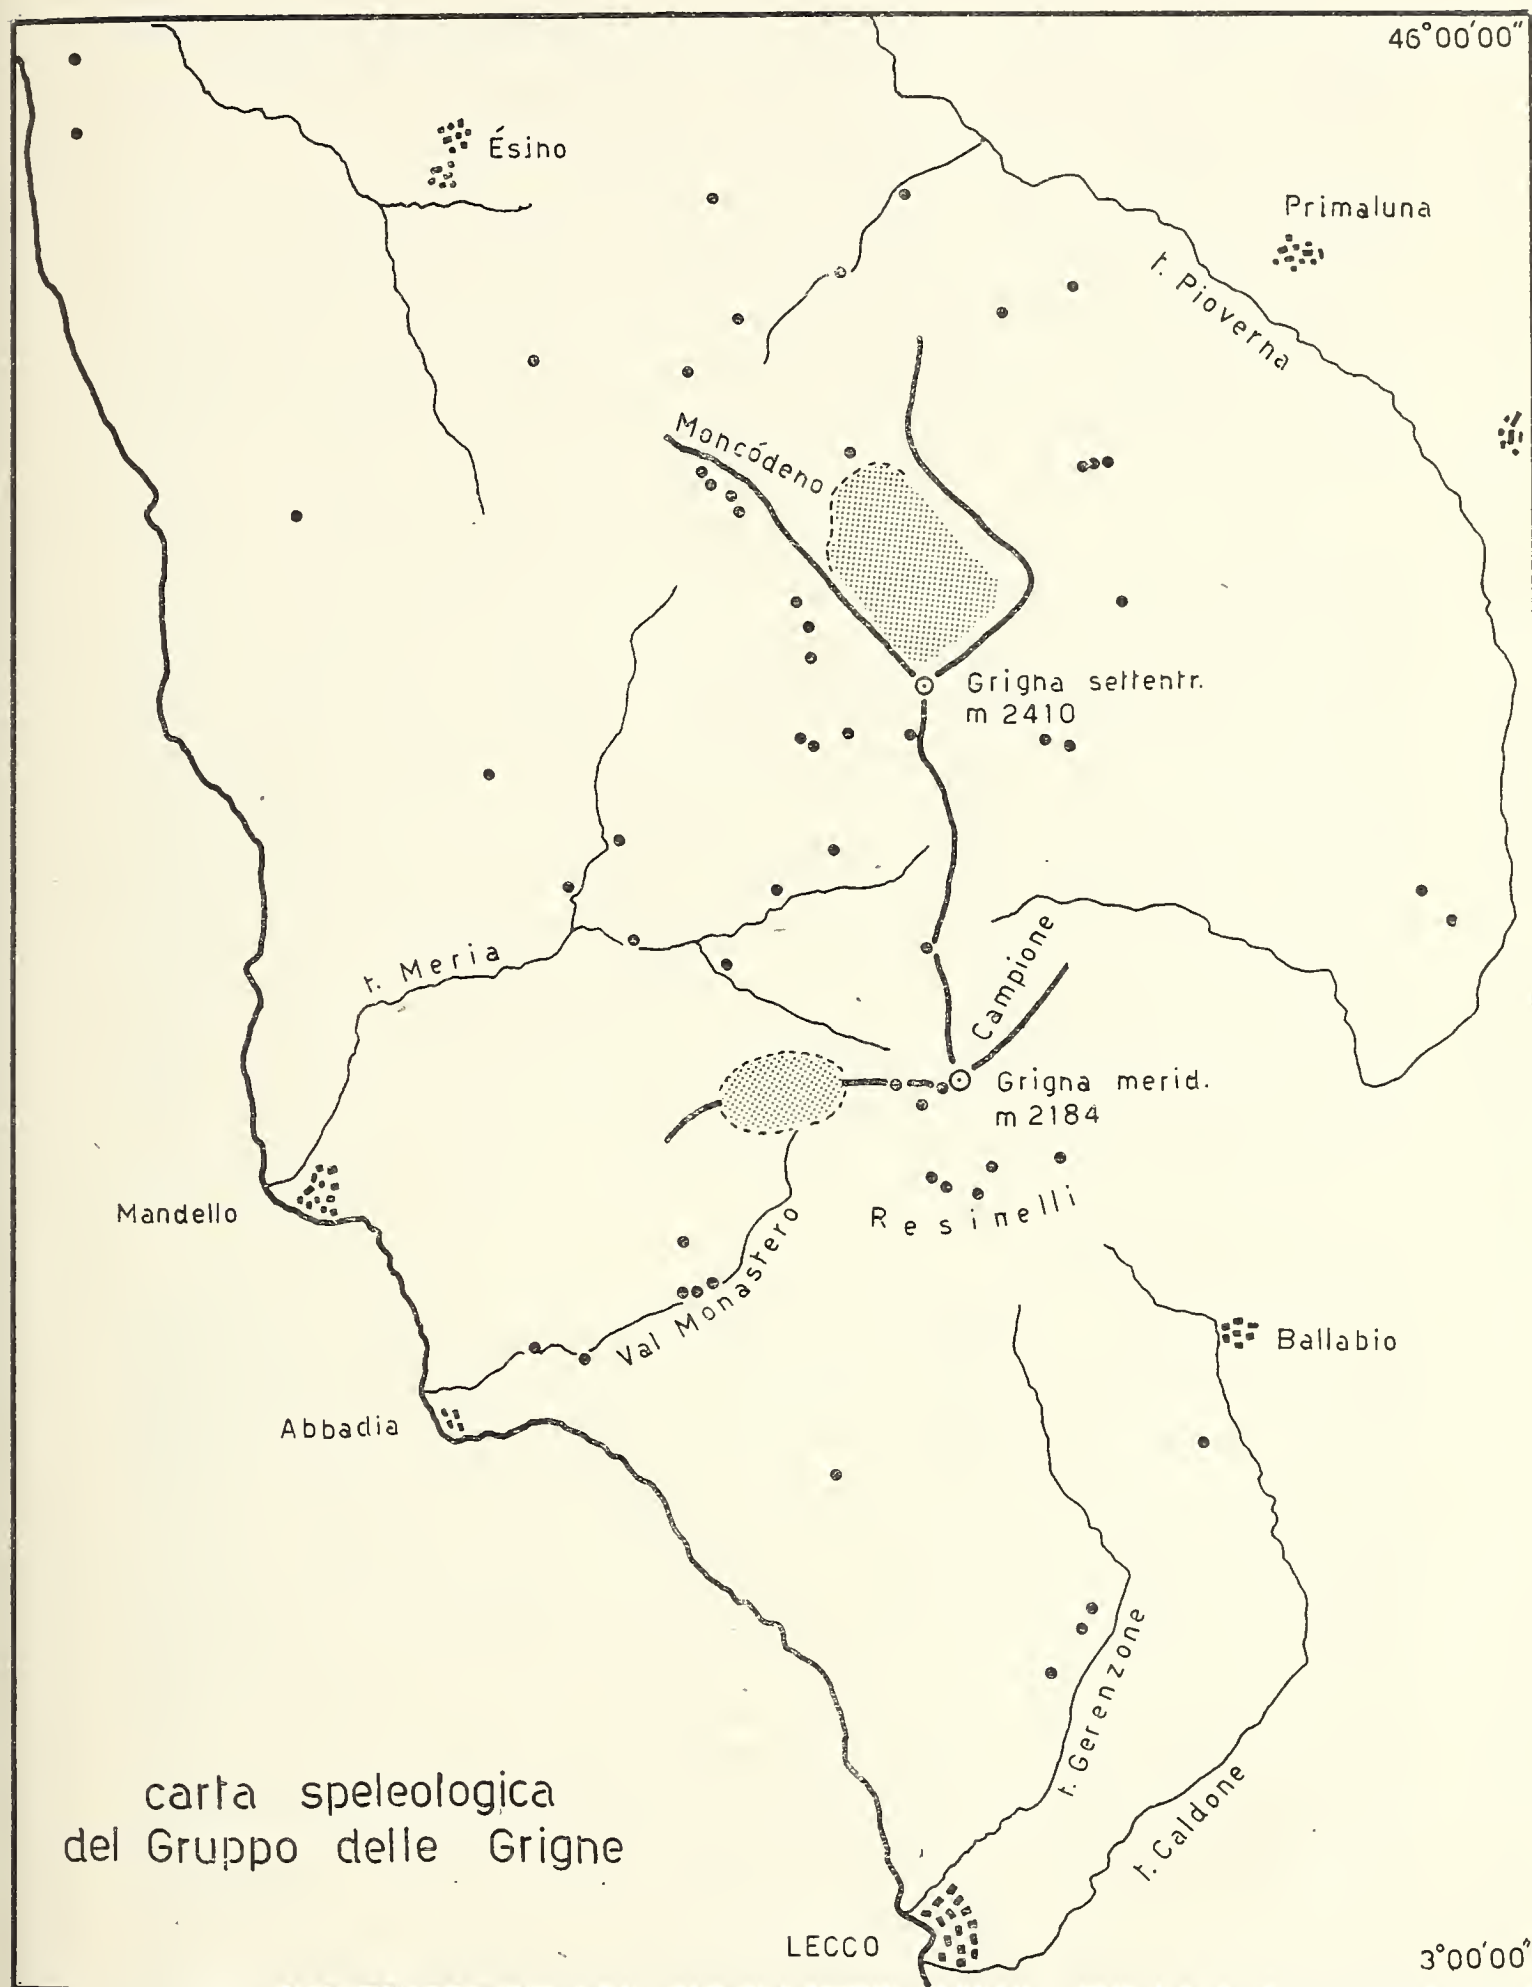 46°00'00"
Ésino
Primaluna
t. Pioverna
Moncódeno
Grigna settentr.
m 2410
t. Meria
Campione
Grigna merid.
m 2184
Mandello
Resinelli
Val Monastero
Ballabio
Abbadia
t. Gerenzone
carta speleologica
del Gruppo delle Grigne
t. Caldone
LECCO
3°00'00"